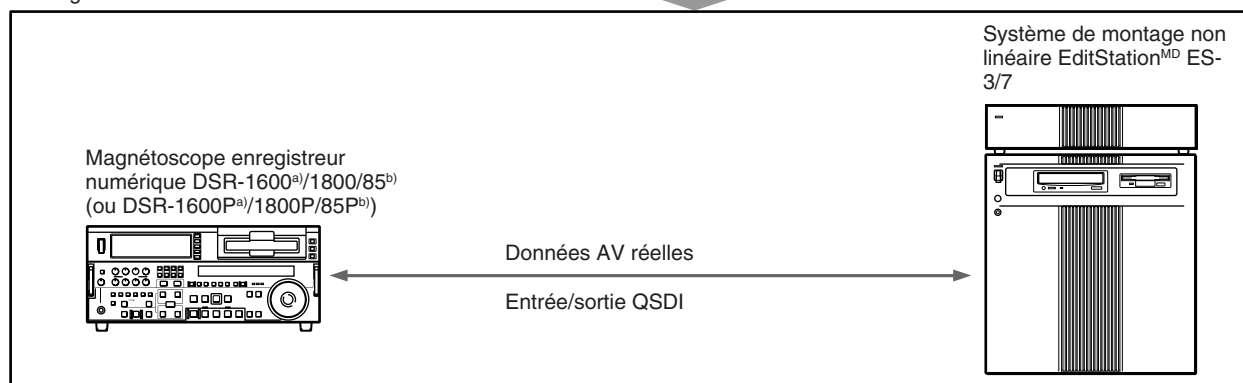 Système de montage non
linéaire EditStationMD ES-
3/7
Magnétoscope enregistreur
numérique DSR-1600a)/1800/85b)
(ou DSR-1600Pa)/1800P/85Pb))
Données AV réelles
Entrée/sortie QSDI